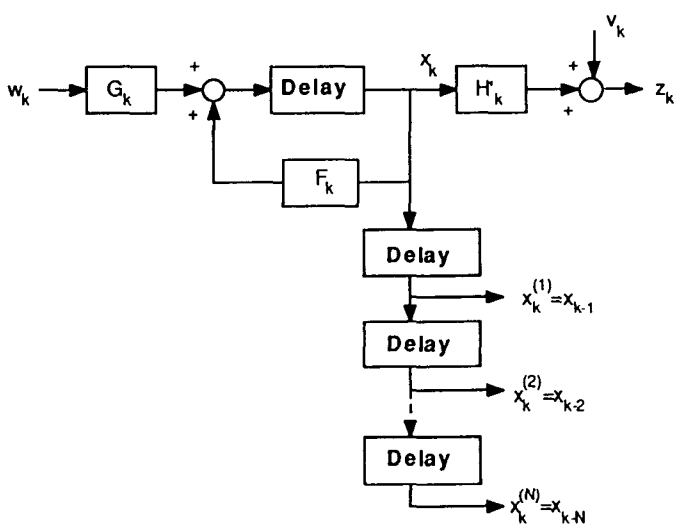 v_k
w_k
G_k
+
+
Delay
x_k
H*_k
+
+
z_k
F_k
Delay
x_k^(1)=x_k-1
Delay
x_k^(2)=x_k-2
Delay
x_k^(N)=x_k-N